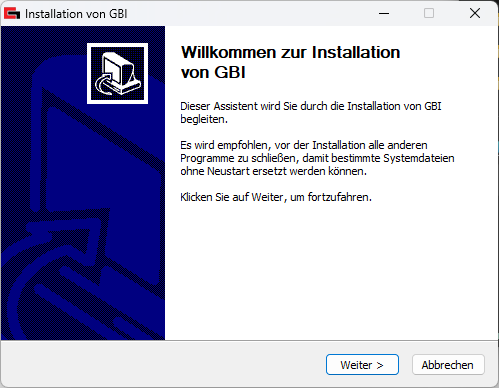 Installation von GBI
Willkommen zur Installation
von GBI
Dieser Assistent wird Sie durch die Installation von GBI
begleiten.
Es wird empfohlen, vor der Installation alle anderen
Programme zu schließen, damit bestimmte Systemdateien
ohne Neustart ersetzt werden können.
Klicken Sie auf Weiter, um fortzufahren.
Weiter >
Abbrechen